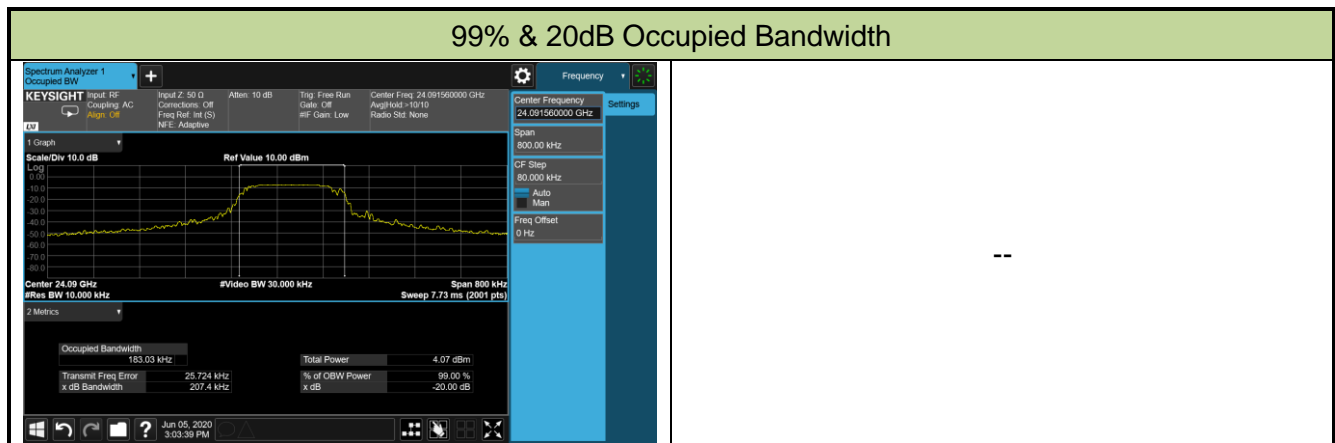 99% & 20dB Occupied Bandwidth
Spectrum Analyzer 1
Occupied BW
+
Frequency
KEYSIGHT
Input: RF
Coupling: AC
Align: Off
Input Z: 50 Ω
Corrections: Off
Freq Ref: Int (S)
NFE: Adaptive
Atten: 10 dB
Trig: Free Run
Gate: Off
#IF Gain: Low
Center Freq: 24.091560000 GHz
Avg|Hold:>10/10
Radio Std: None
LXI
Center Frequency
24.091560000 GHz
Settings
Span
800.00 kHz
CF Step
80.000 kHz
Auto
Man
Freq Offset
0 Hz
1 Graph
Scale/Div 10.0 dB
Ref Value 10.00 dBm
Log
0.00
-10.0
-20.0
-30.0
-40.0
-50.0
-60.0
-70.0
-80.0
Center 24.09 GHz
#Video BW 30.000 kHz
Span 800 kHz
#Res BW 10.000 kHz
Sweep 7.73 ms (2001 pts)
2 Metrics
Occupied Bandwidth
183.03 kHz
Total Power 4.07 dBm
Transmit Freq Error 25.724 kHz
% of OBW Power 99.00 %
x dB Bandwidth 207.4 kHz
x dB -20.00 dB
?
Jun 05, 2020
3:03:39 PM
--